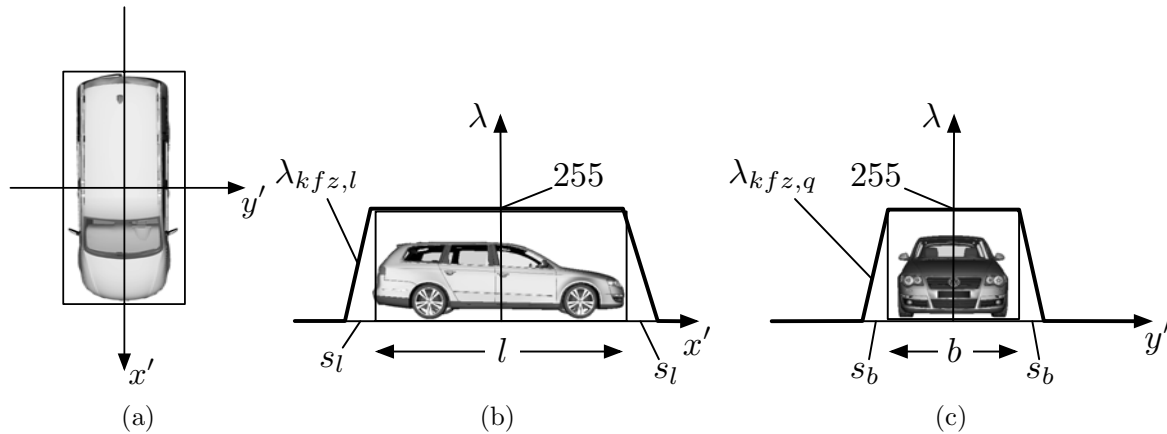 y′
x′
(a)
λ
λ_{kfz,l}
255
x′
s_l
l
s_l
(b)
λ
λ_{kfz,q}
255
y′
s_b
b
s_b
(c)